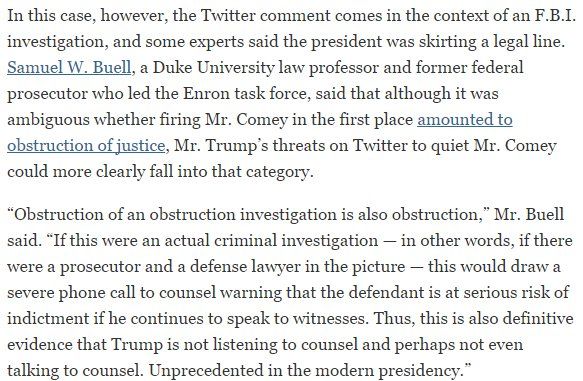 In this case, however, the Twitter comment comes in the context of an F.B.I.
investigation, and some experts said the president was skirting a legal line.
Samuel W. Buell, a Duke University law professor and former federal
prosecutor who led the Enron task force, said that although it was
ambiguous whether firing Mr. Comey in the first place amounted to
obstruction of justice, Mr. Trump’s threats on Twitter to quiet Mr. Comey
could more clearly fall into that category.
“Obstruction of an obstruction investigation is also obstruction,” Mr. Buell
said. “If this were an actual criminal investigation — in other words, if there
were a prosecutor and a defense lawyer in the picture — this would draw a
severe phone call to counsel warning that the defendant is at serious risk of
indictment if he continues to speak to witnesses. Thus, this is also definitive
evidence that Trump is not listening to counsel and perhaps not even
talking to counsel. Unprecedented in the modern presidency.”